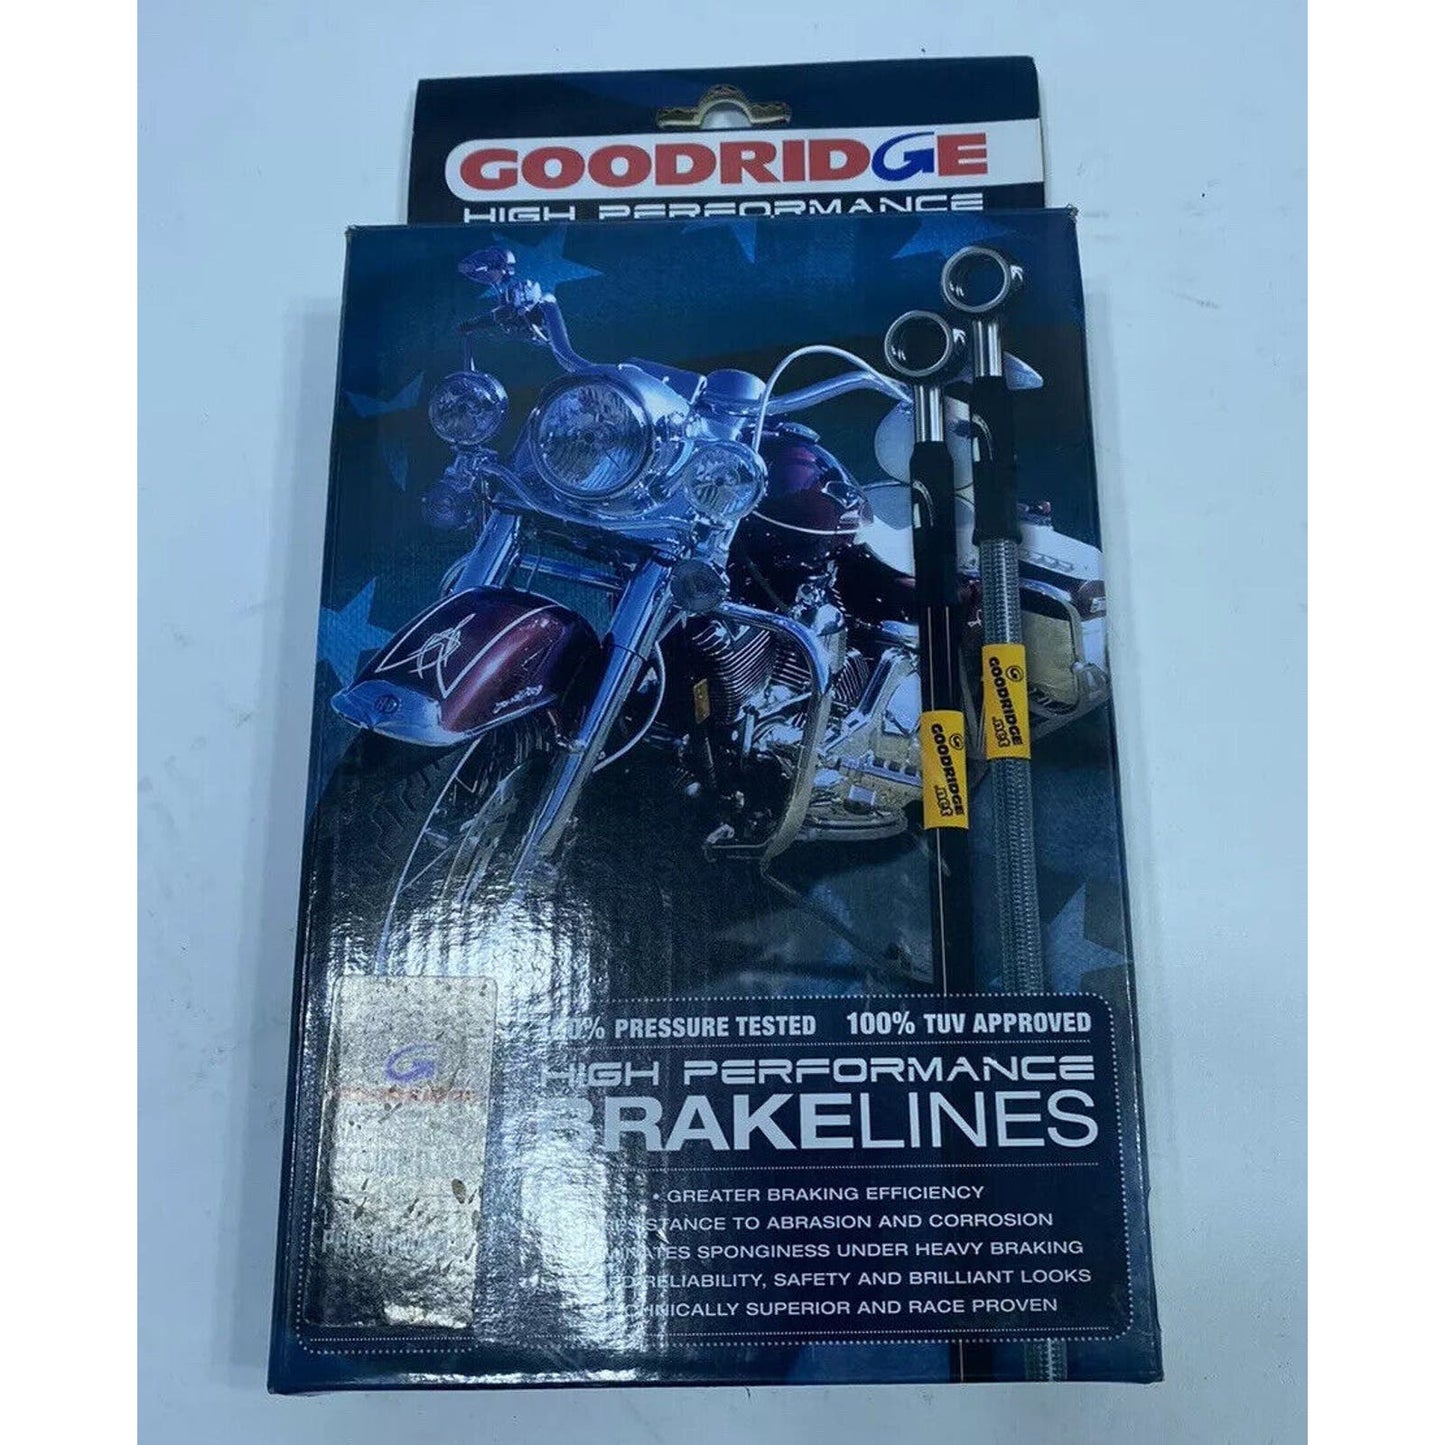 GOODRIDGE
HIGH PERFORMANCE
GOODRIDGE
GOODRIDGE
PRESSURE TESTED 100% TUV APPROVED
HIGH PERFORMANCE
BRAKELINES
• GREATER BRAKING EFFICIENCY
TO ABRASION AND CORROSION
SPONGINESS UNDER HEAVY BRAKING
RELIABILITY, SAFETY AND BRILLIANT LOOKS
SUPERIOR AND RACE PROVEN
GOODRIDGE